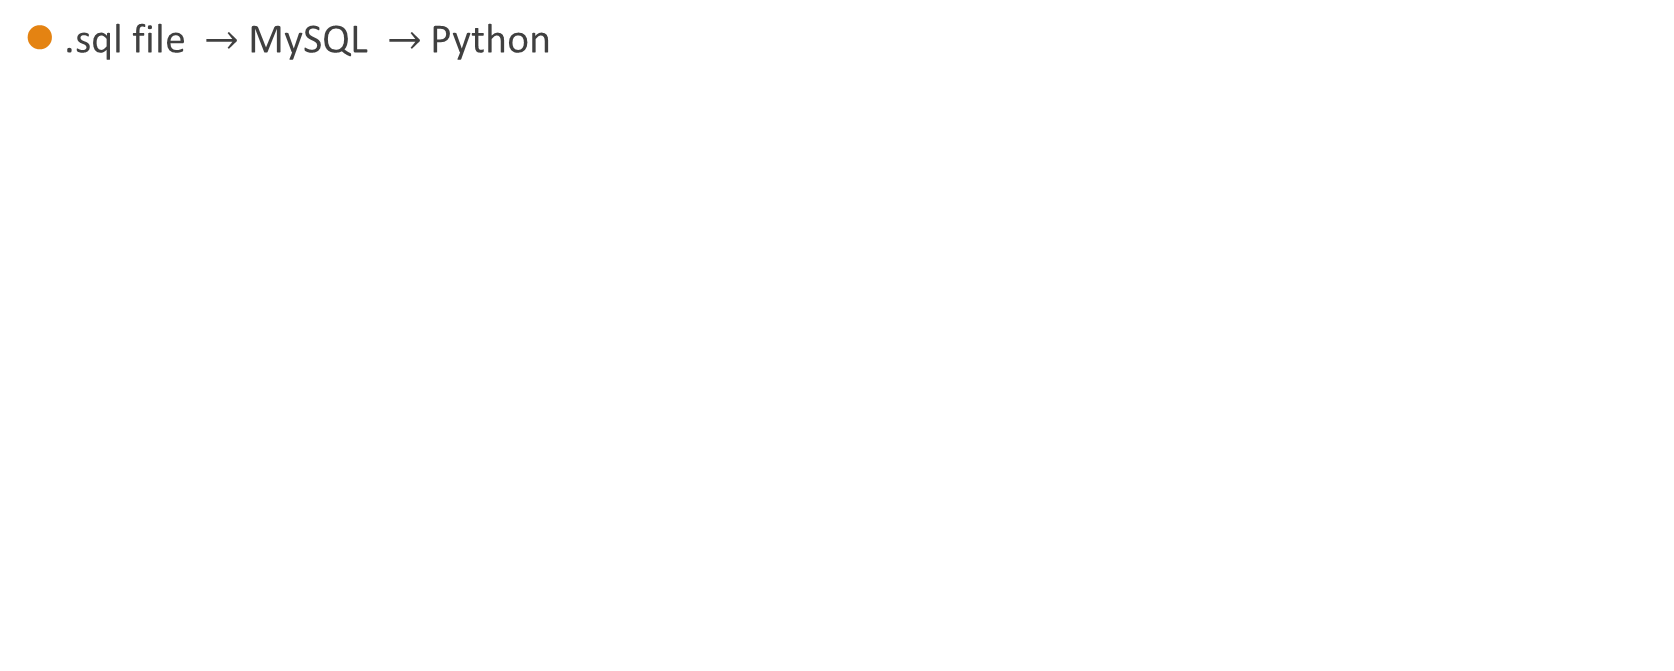 .sql file → MySQL → Python